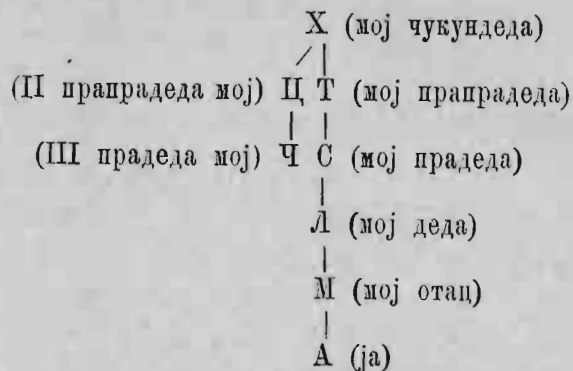 Х (мој чукундеда)
(II прапрадеда мој) Ц Т (мој прапрадеда)
(III прадеда мој) Ч С (мој прадеда)
Л (мој деда)
М (мој отац)
А (ја)